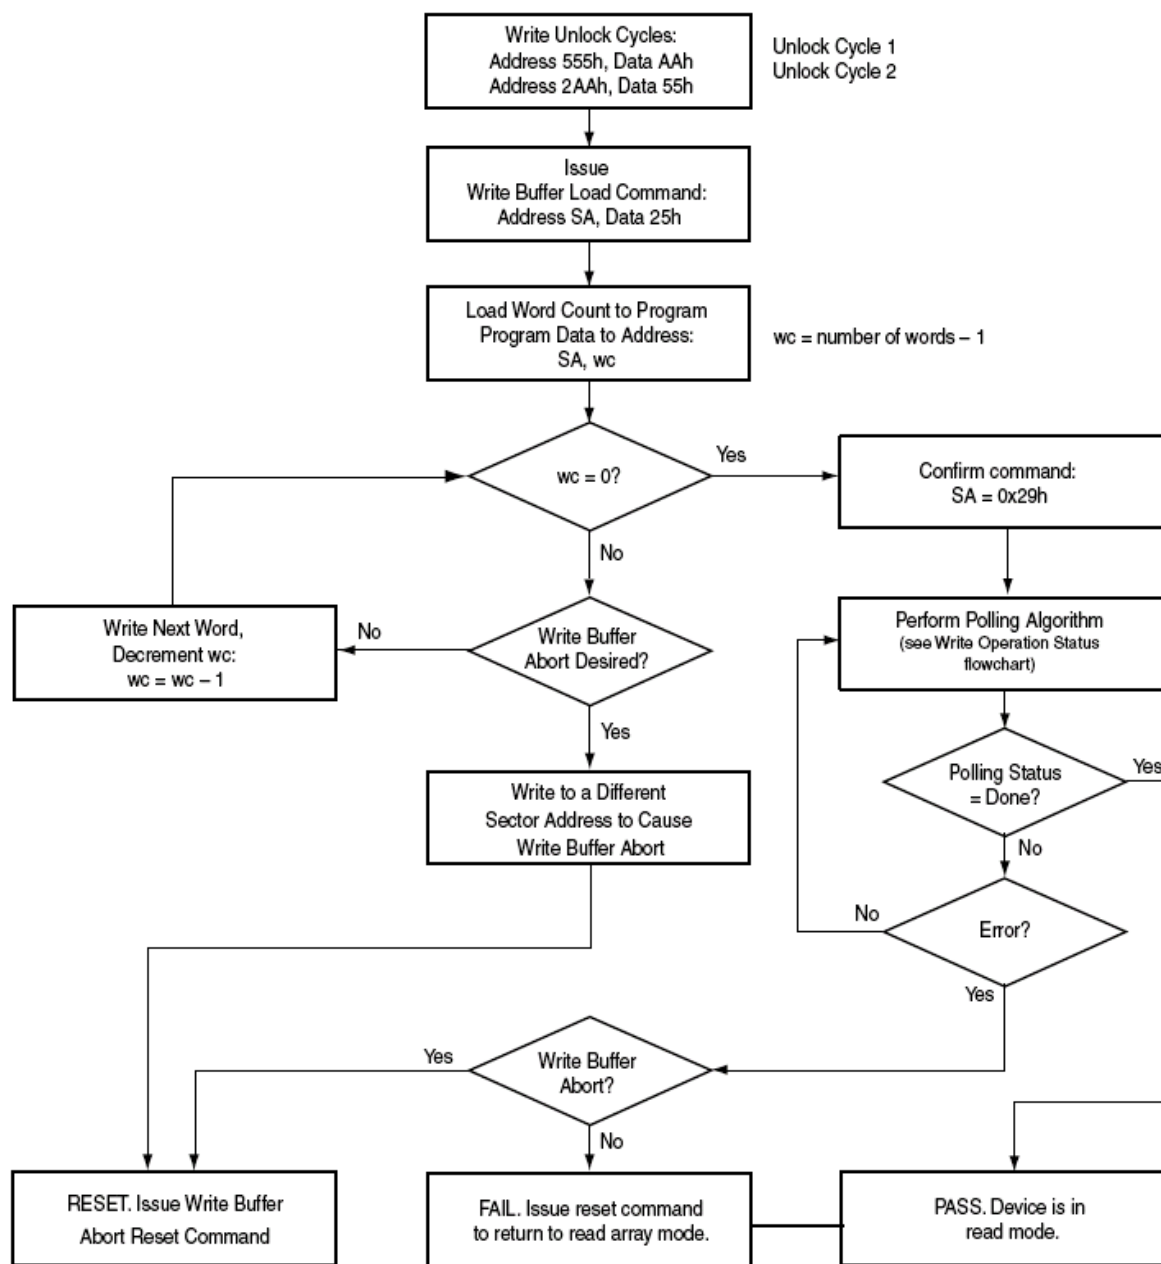 Write Unlock Cycles:
Address 555h, Data AAh
Address 2AAh, Data 55h
Unlock Cycle 1
Unlock Cycle 2
Issue
Write Buffer Load Command:
Address SA, Data 25h
Load Word Count to Program
Program Data to Address:
SA, wc
wc = number of words – 1
wc = 0?
Yes
Confirm command:
SA = 0x29h
No
Write Next Word,
Decrement wc:
wc = wc – 1
No
Write Buffer
Abort Desired?
Perform Polling Algorithm
(see Write Operation Status
flowchart)
Yes
Write to a Different
Sector Address to Cause
Write Buffer Abort
Polling Status
= Done?
Yes
No
No
Error?
Yes
Yes
Write Buffer
Abort?
No
RESET. Issue Write Buffer
Abort Reset Command
FAIL. Issue reset command
to return to read array mode.
PASS. Device is in
read mode.